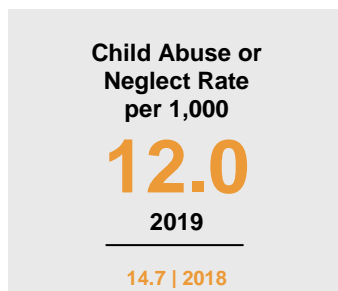 Child Abuse or
Neglect Rate
per 1,000
12.0
2019
14.7 | 2018